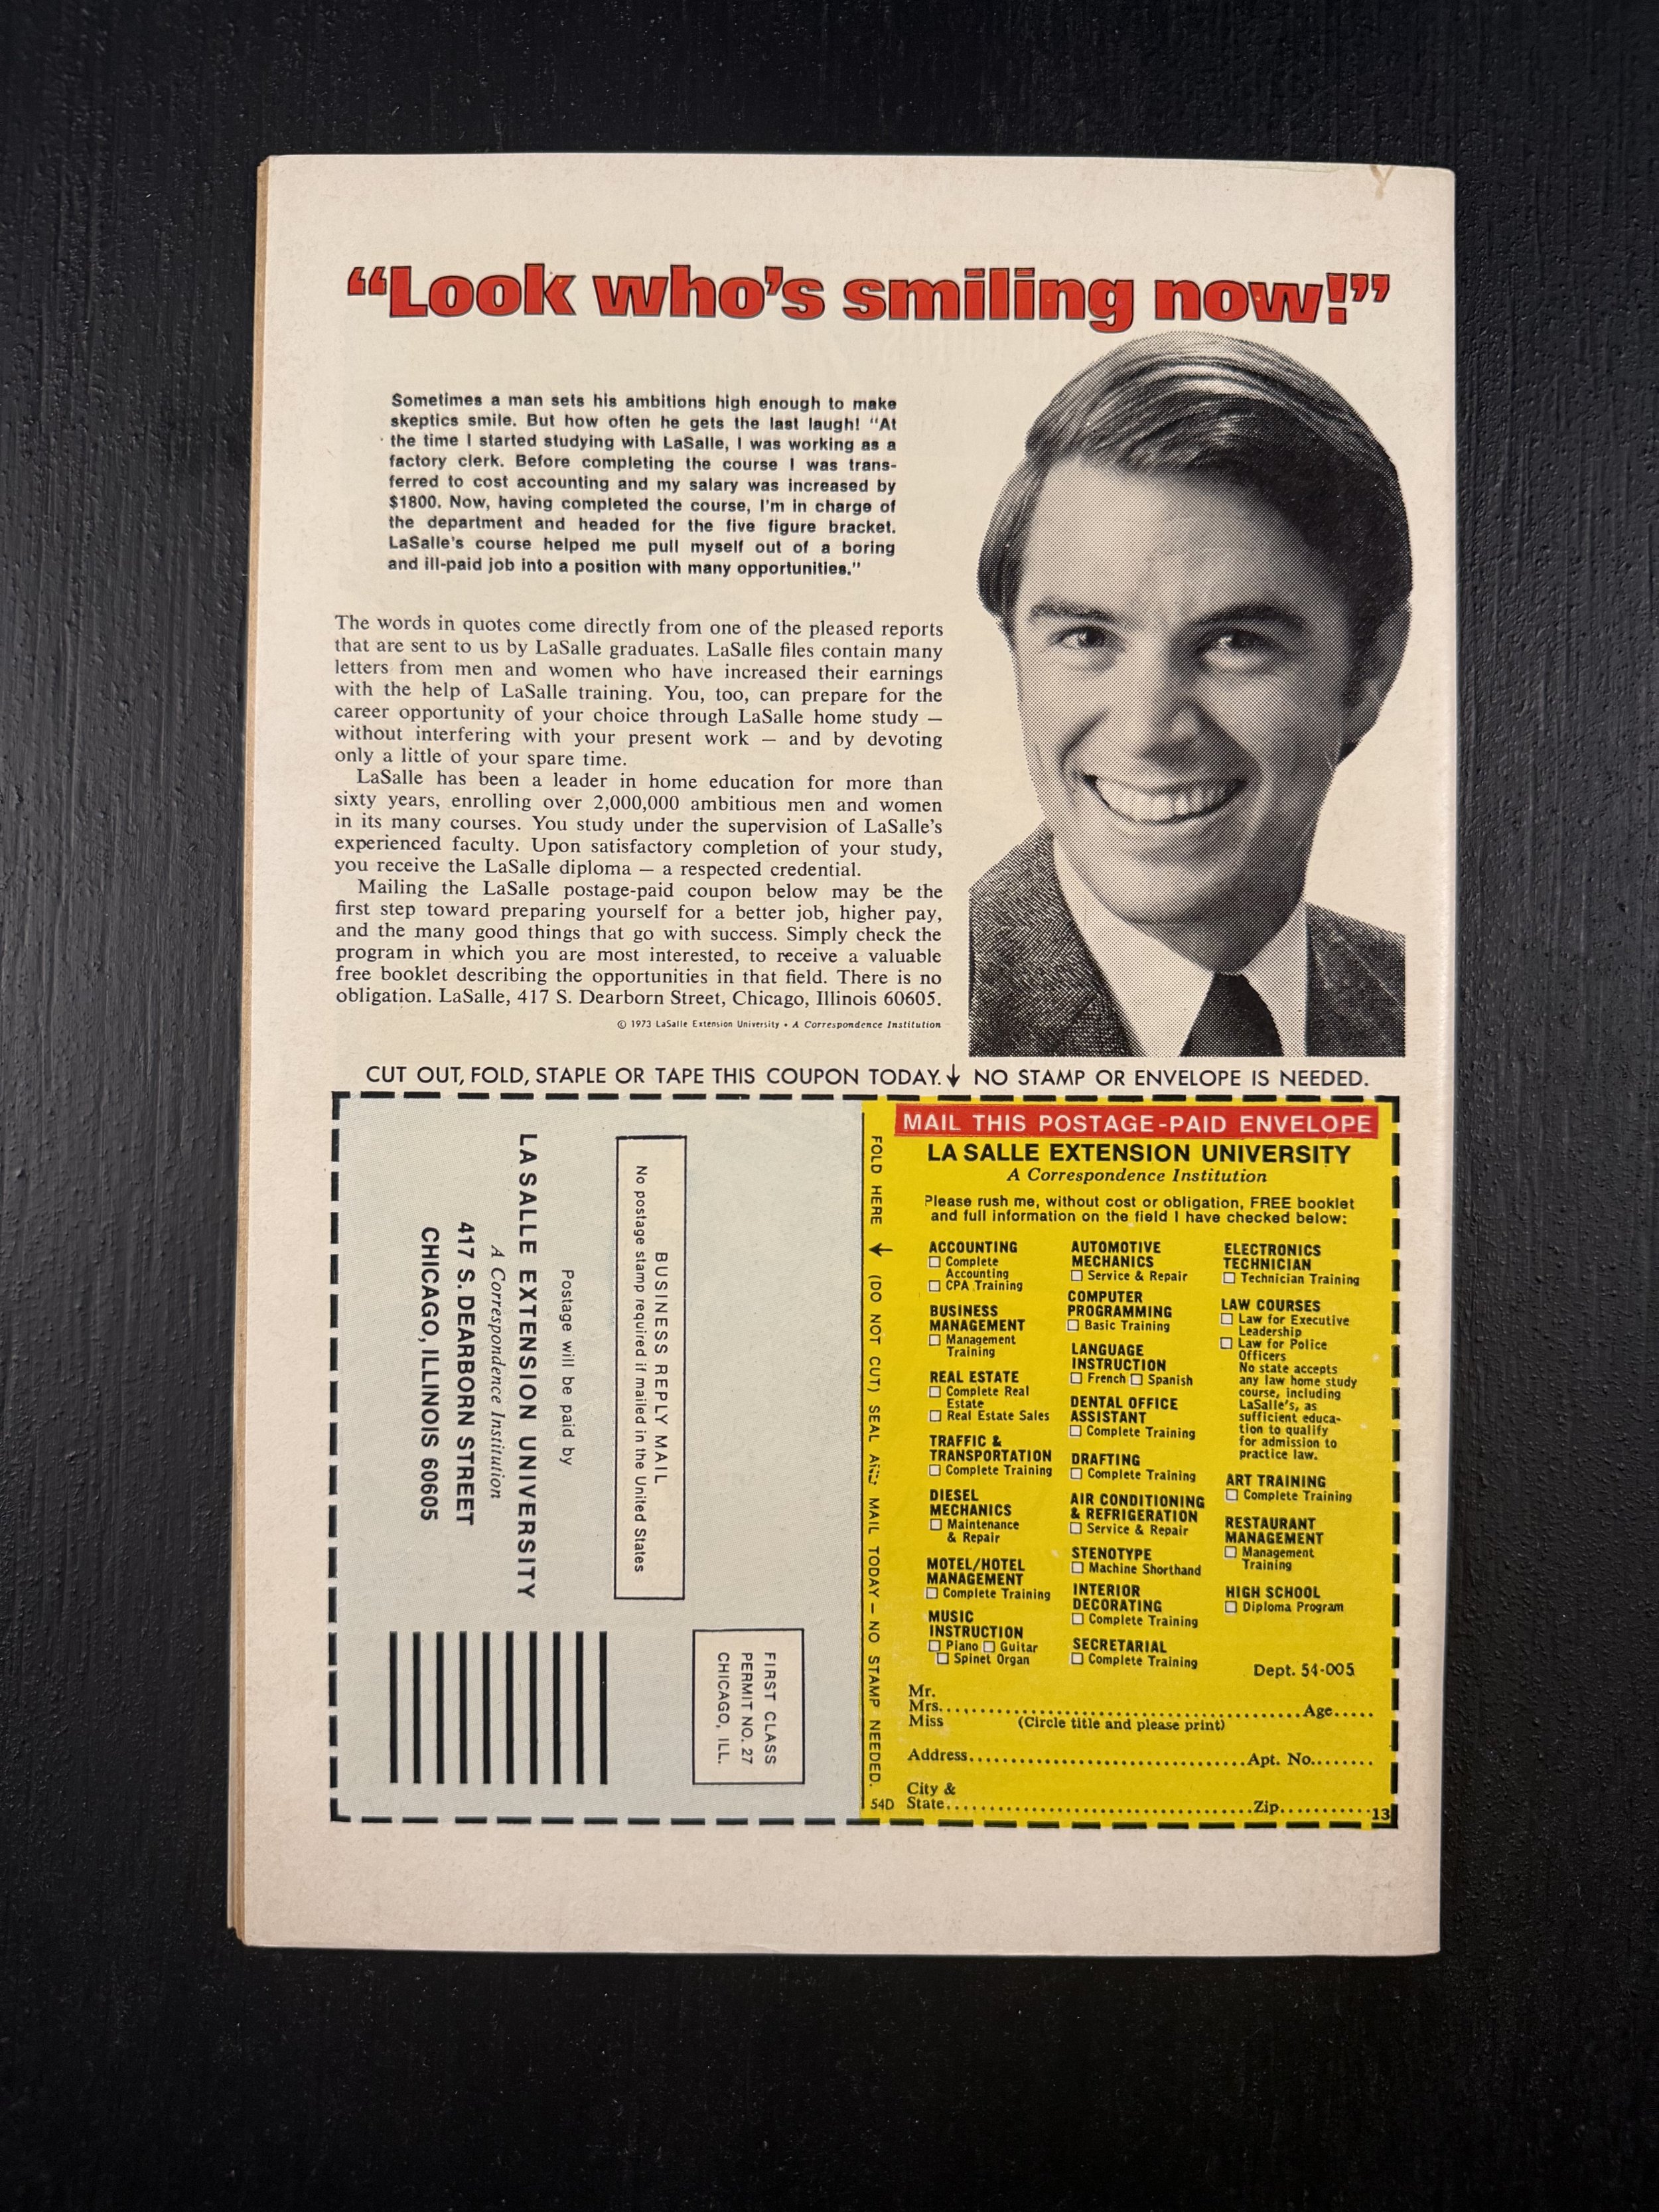 “Look who’s smiling now!”
Sometimes a man sets his ambitions high enough to make
skeptics smile. But how often he gets the last laugh! “At
the time I started studying with LaSalle, I was working as a
factory clerk. Before completing the course I was trans-
ferred to cost accounting and my salary was increased by
$1800. Now, having completed the course, I’m in charge of
the department and headed for the five figure bracket.
LaSalle’s course helped me pull myself out of a boring
and ill-paid job into a position with many opportunities.”
The words in quotes come directly from one of the pleased reports
that are sent to us by LaSalle graduates. LaSalle files contain many
letters from men and women who have increased their earnings
with the help of LaSalle training. You, too, can prepare for the
career opportunity of your choice through LaSalle home study —
without interfering with your present work — and by devoting
only a little of your spare time.
LaSalle has been a leader in home education for more than
sixty years, enrolling over 2,000,000 ambitious men and women
in its many courses. You study under the supervision of LaSalle’s
experienced faculty. Upon satisfactory completion of your study,
you receive the LaSalle diploma — a respected credential.
Mailing the LaSalle postage-paid coupon below may be the
first step toward preparing yourself for a better job, higher pay,
and the many good things that go with success. Simply check the
program in which you are most interested, to receive a valuable
free booklet describing the opportunities in that field. There is no
obligation. LaSalle, 417 S. Dearborn Street, Chicago, Illinois 60605.
© 1973 LaSalle Extension University • A Correspondence Institution
CUT OUT, FOLD, STAPLE OR TAPE THIS COUPON TODAY. ↓ NO STAMP OR ENVELOPE IS NEEDED.
FIRST CLASS
PERMIT NO. 27
CHICAGO, ILL.
BUSINESS REPLY MAIL
No postage stamp required if mailed in the United States
Postage will be paid by
LA SALLE EXTENSION UNIVERSITY
A Correspondence Institution
417 S. DEARBORN STREET
CHICAGO, ILLINOIS 60605
FOLD HERE ↓ (DO NOT CUT) SEAL AND MAIL TODAY – NO STAMP NEEDED.
54D
MAIL THIS POSTAGE-PAID ENVELOPE
LA SALLE EXTENSION UNIVERSITY
A Correspondence Institution
Please rush me, without cost or obligation, FREE booklet
and full information on the field I have checked below:
ACCOUNTING
☐ Complete
Accounting
☐ CPA Training
BUSINESS
MANAGEMENT
☐ Management
Training
REAL ESTATE
☐ Complete Real
Estate
☐ Real Estate Sales
TRAFFIC &
TRANSPORTATION
☐ Complete Training
DIESEL
MECHANICS
☐ Maintenance
& Repair
MOTEL/HOTEL
MANAGEMENT
☐ Complete Training
MUSIC
INSTRUCTION
☐ Piano ☐ Guitar
☐ Spinet Organ
AUTOMOTIVE
MECHANICS
☐ Service & Repair
COMPUTER
PROGRAMMING
☐ Basic Training
LANGUAGE
INSTRUCTION
☐ French ☐ Spanish
DENTAL OFFICE
ASSISTANT
☐ Complete Training
DRAFTING
☐ Complete Training
AIR CONDITIONING
& REFRIGERATION
☐ Service & Repair
STENOTYPE
☐ Machine Shorthand
INTERIOR
DECORATING
☐ Complete Training
SECRETARIAL
☐ Complete Training
ELECTRONICS
TECHNICIAN
☐ Technician Training
LAW COURSES
☐ Law for Executive
Leadership
☐ Law for Police
Officers
No state accepts
any law home study
course, including
LaSalle’s, as
sufficient educa-
tion to qualify
for admission to
practice law.
ART TRAINING
☐ Complete Training
RESTAURANT
MANAGEMENT
☐ Management
Training
HIGH SCHOOL
☐ Diploma Program
Dept. 54-005
Mr.
Mrs. Age
Miss (Circle title and please print)
Address Apt. No.
City &
State Zip
13